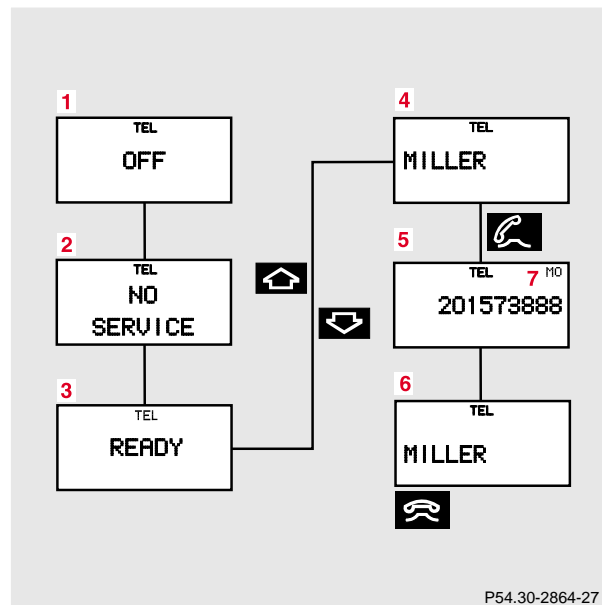 1
TEL
OFF
2
TEL
NO
SERVICE
3
TEL
READY
4
TEL
MILLER
5
TEL
7 MO
201573888
6
TEL
MILLER
P54.30-2864-27